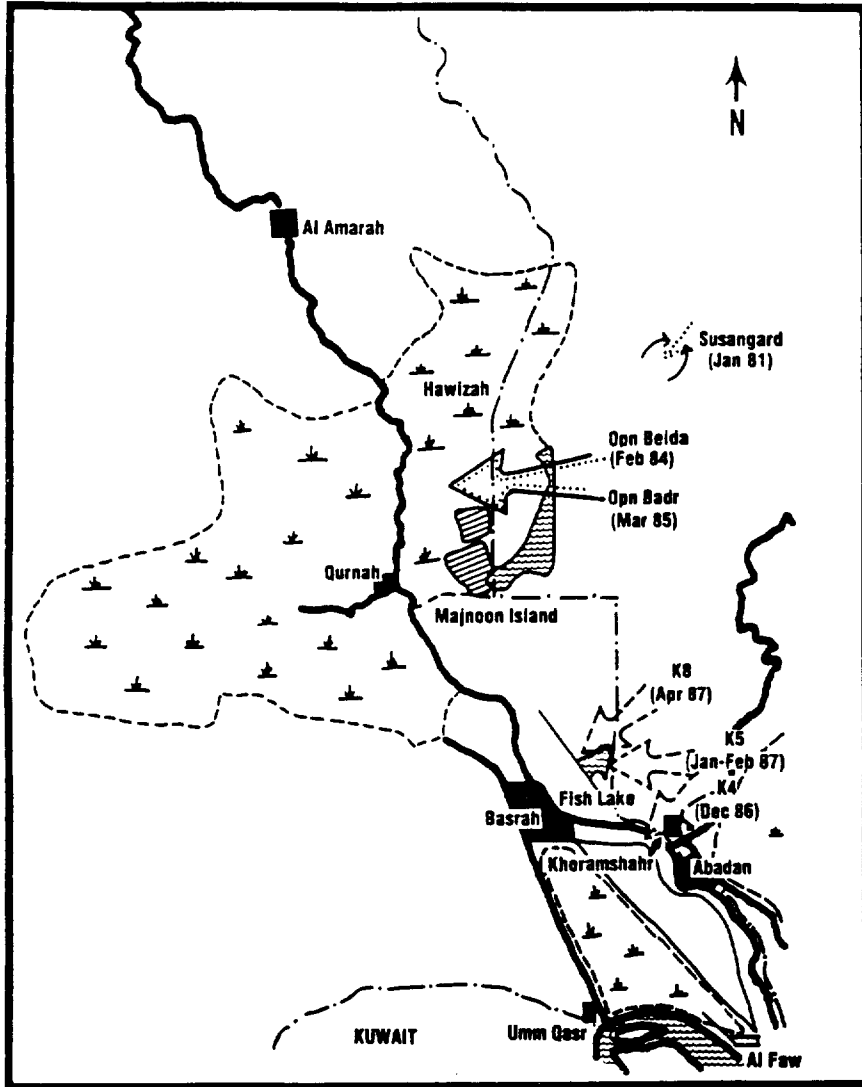 N
Al Amarah
Susangard
(Jan 81)
Hawizah
Opn Beida
(Feb 84)
Opn Badr
(Mar 85)
Qurnah
Majnoon Island
K8
(Apr 87)
K5
(Jan-Feb 87)
K4
(Dec 86)
Fish Lake
Basrah
Khoramshahr
Abadan
KUWAIT
Umm Qasr
Al Faw